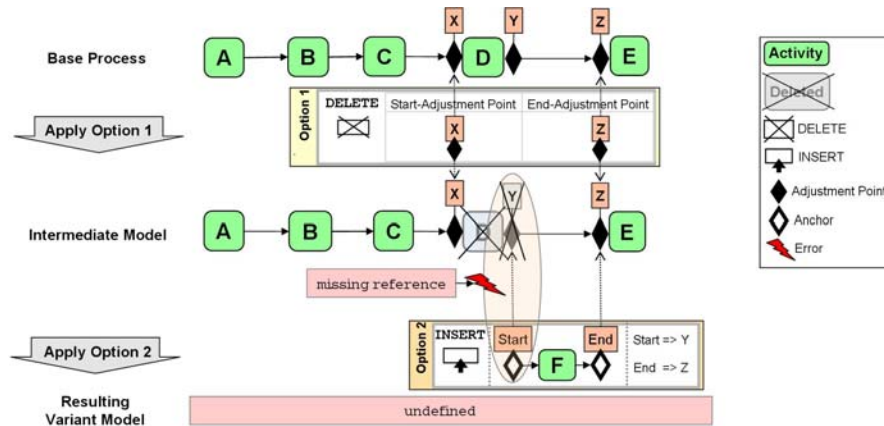 X Y Z
Base Process A B C D E
Activity
Deleted
Option 1 DELETE Start-Adjustment Point End-Adjustment Point
Apply Option 1
X Z
DELETE
INSERT
Adjustment Point
Anchor
Error
X Y Z
Intermediate Model A B C D E
missing reference
Option 2 INSERT Start End Start => Y
F
End => Z
Apply Option 2
Resulting
Variant Model
undefined